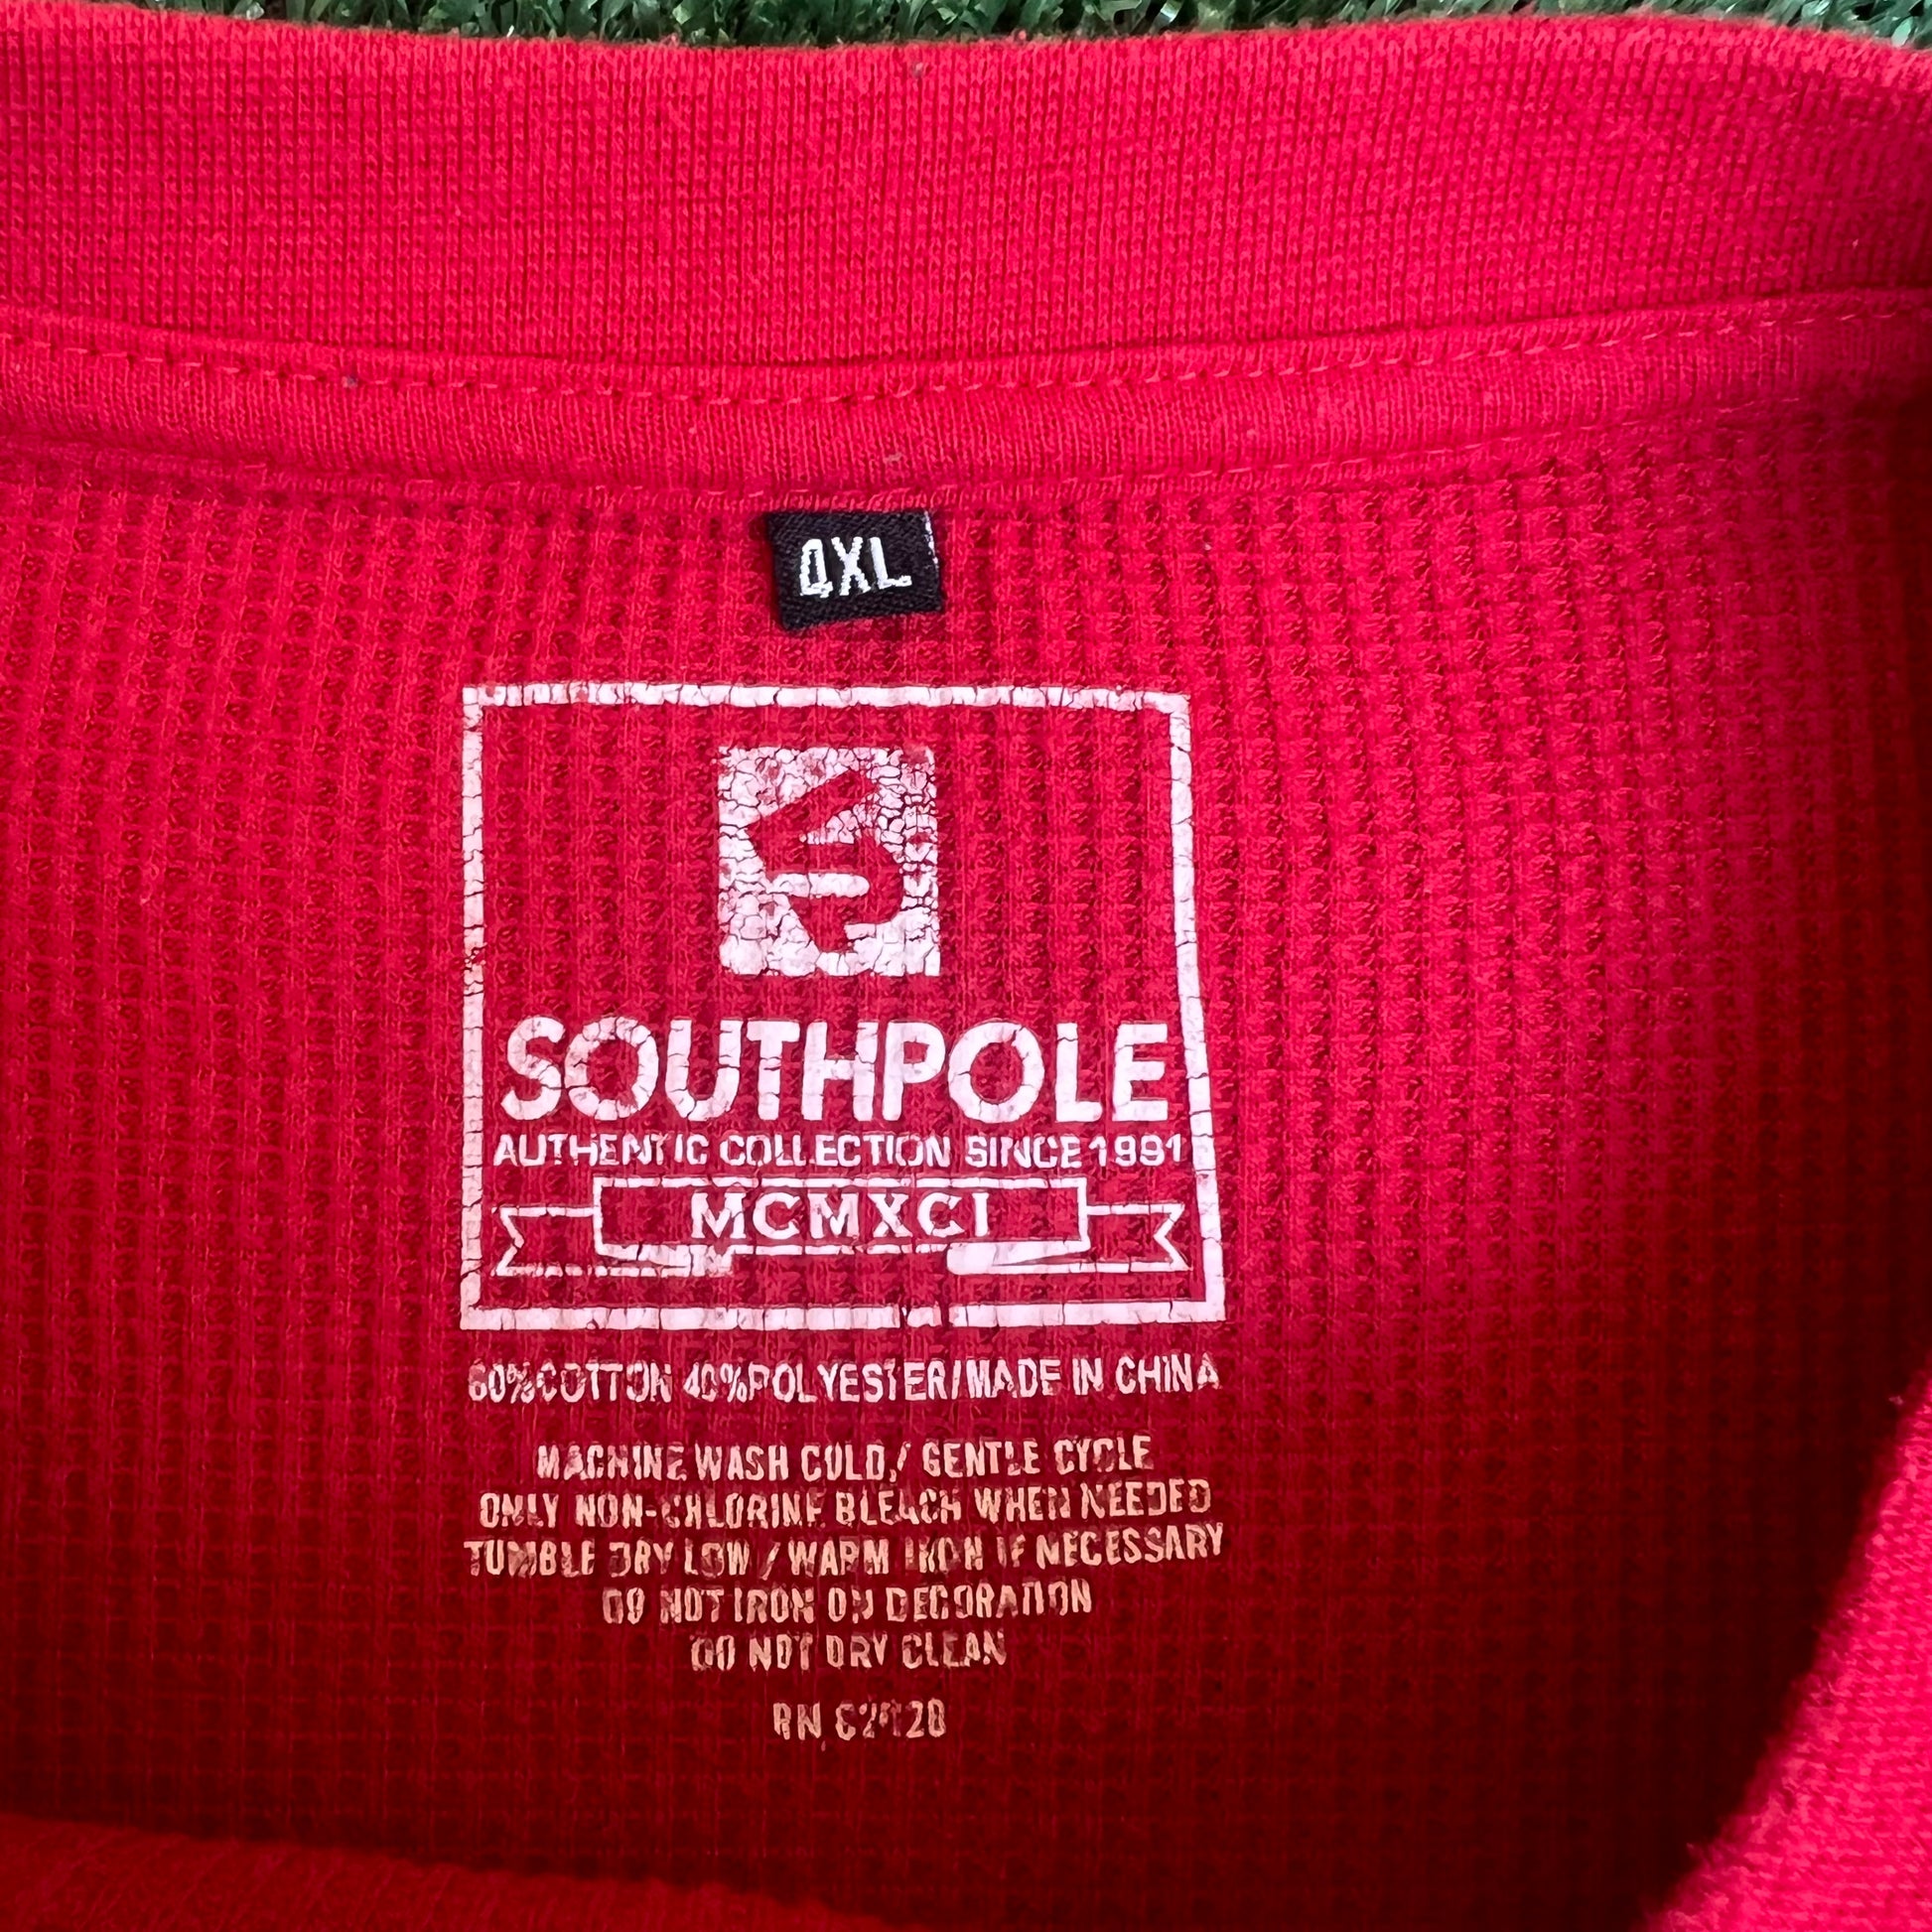 4XL
SOUTHPOLE
AUTHENTIC COLLECTION SINCE 1991
MCMXCI
60%COTTON 40%POLYESTER/MADE IN CHINA
MACHINE WASH COLD/ GENTLE CYCLE
ONLY NON-CHLORINE BLEACH WHEN NEEDED
TUMBLE DRY LOW / WARM IRON IF NECESSARY
DO NOT IRON ON DECORATION
DO NOT DRY CLEAN
RN